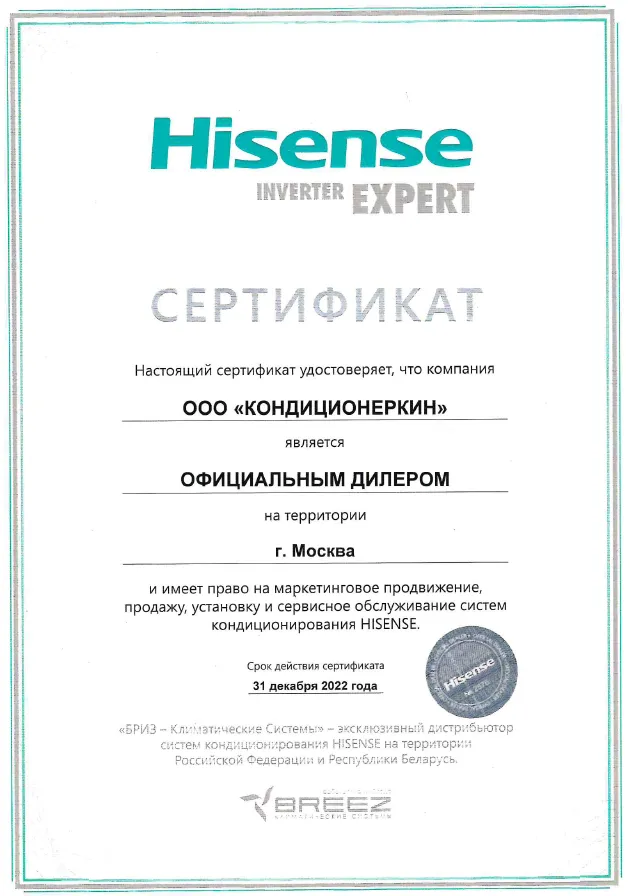 Hisense
INVERTER EXPERT
СЕРТИФИКАТ
Настоящий сертификат удостоверяет, что компания
ООО «КОНДИЦИОНЕРКИН»
является
ОФИЦИАЛЬНЫМ ДИЛЕРОМ
на территории
г. Москва
и имеет право на маркетинговое продвижение,
продажу, установку и сервисное обслуживание систем
кондиционирования HISENSE.
Срок действия сертификата
31 декабря 2022 года
Hisense
«БРИЗ – Климатические Системы» – эксклюзивный дистрибьютор
систем кондиционирования HISENSE на территории
Российской Федерации и Республики Беларусь.
BREEZ
КЛИМАТИЧЕСКИЕ СИСТЕМЫ